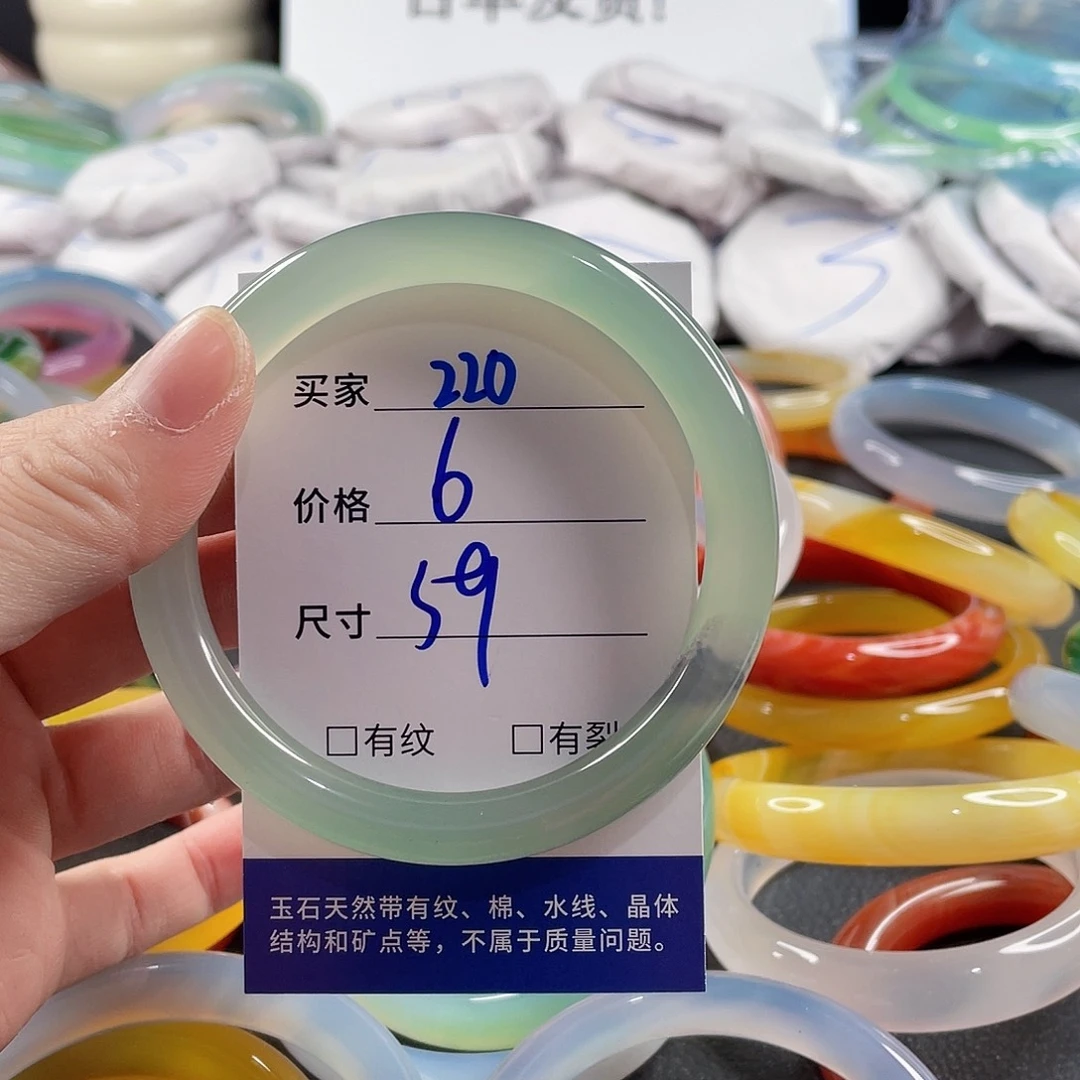 买家 220
价格 6
尺寸 59
□有纹 □有裂
玉石天然带有纹、棉、水线、晶体
结构和矿点等，不属于质量问题。